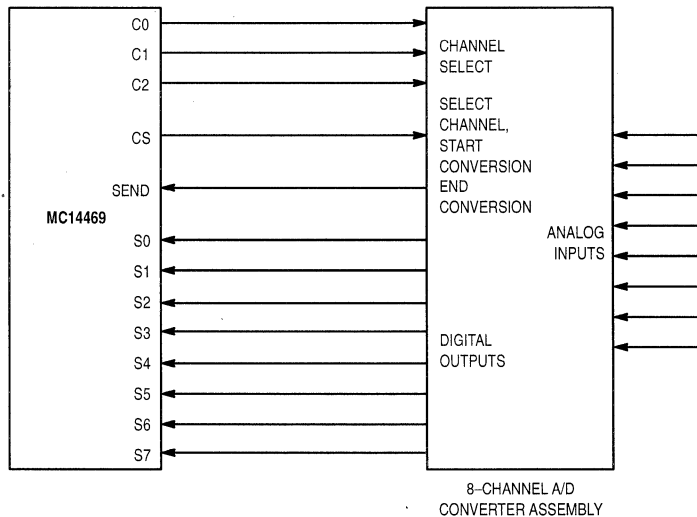 C0
C1
C2
CS
SEND
MC14469
S0
S1
S2
S3
S4
S5
S6
S7
CHANNEL
SELECT
SELECT
CHANNEL,
START
CONVERSION
END
CONVERSION
ANALOG
INPUTS
DIGITAL
OUTPUTS
8–CHANNEL A/D
CONVERTER ASSEMBLY